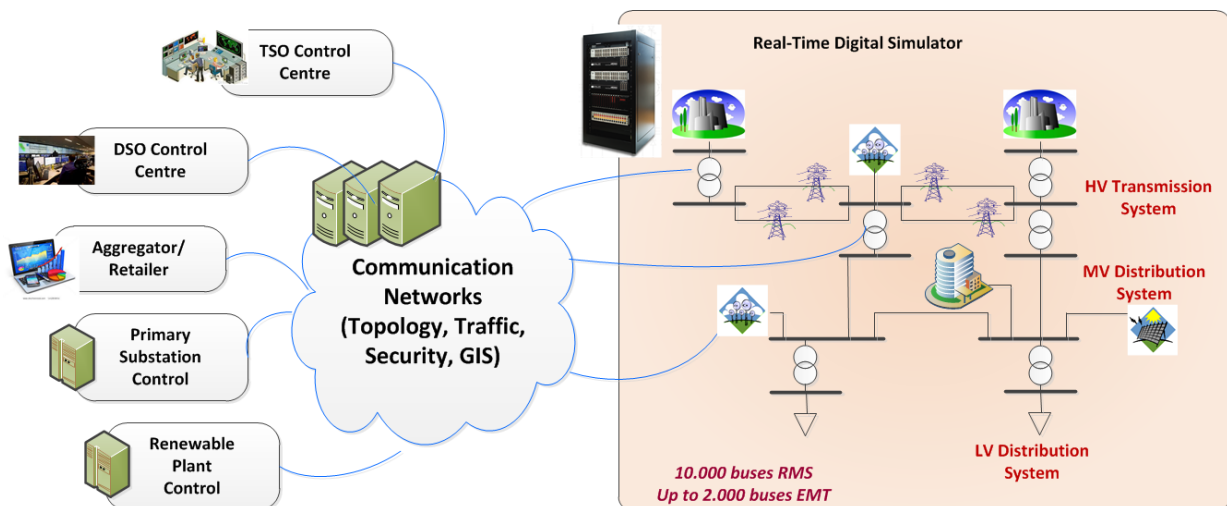 TSO Control
Centre
DSO Control
Centre
Aggregator/
Retailer
Primary
Substation
Control
Renewable
Plant
Control
Communication
Networks
(Topology, Traffic,
Security, GIS)
Real-Time Digital Simulator
HV Transmission
System
MV Distribution
System
LV Distribution
System
10.000 buses RMS
Up to 2.000 buses EMT